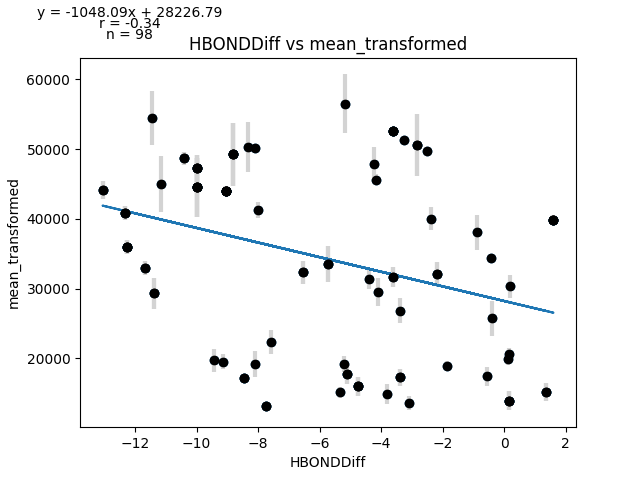 y = -1048.09x + 28226.79
r = -0.34
n = 98
HBONDDiff vs mean_transformed
60000
50000
40000
30000
20000
mean_transformed
−12 −10 −8 −6 −4 −2 0 2
HBONDDiff